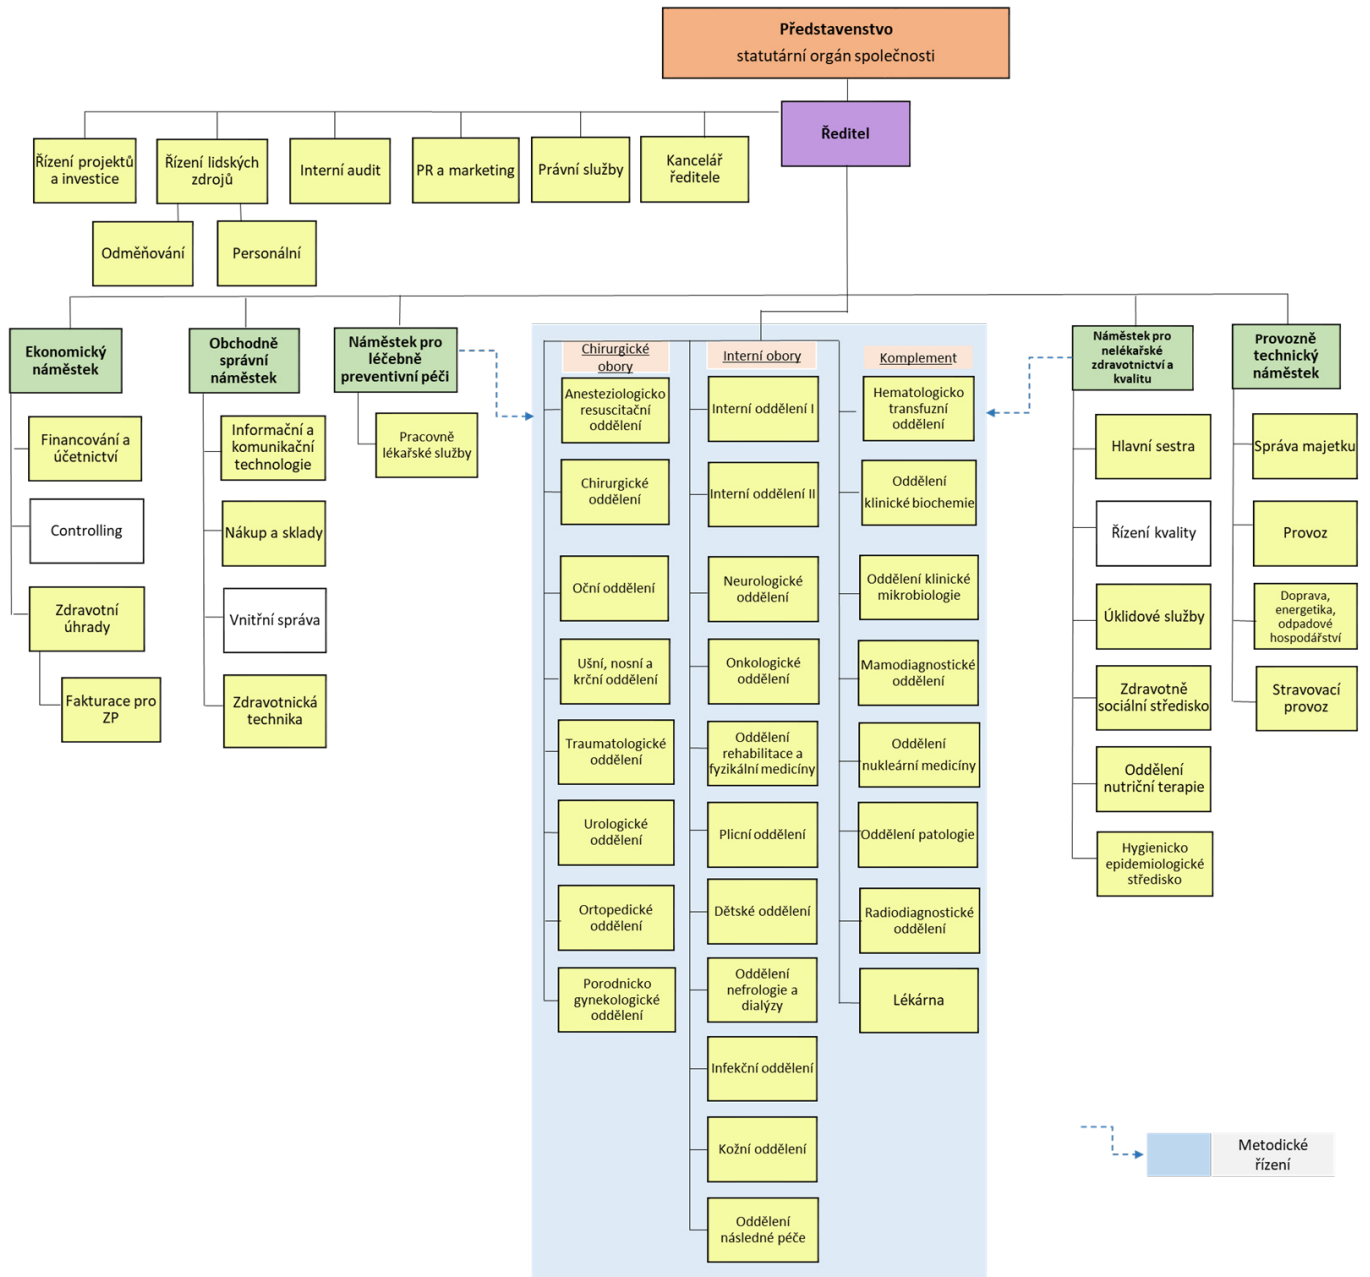 Představenstvo
statutární orgán společnosti
Ředitel
Řízení projektů
a investice
Řízení lidských
zdrojů
Interní audit
PR a marketing
Právní služby
Kancelář
ředitele
Odměňování
Personální
Ekonomický
náměstek
Obchodně
správní
náměstek
Náměstek pro
léčebně
preventivní péči
Náměstek pro
nelékařské
zdravotnictví a
kvalitu
Provozně
technický
náměstek
Financování a
účetnictví
Controlling
Zdravotní
úhrady
Fakturace pro
ZP
Informační a
komunikační
technologie
Nákup a sklady
Vnitřní správa
Zdravotnická
technika
Pracovně
lékařské služby
Chirurgické
obory
Anesteziologicko
resuscitační
oddělení
Chirurgické
oddělení
Oční oddělení
Ušní, nosní a
krční oddělení
Traumatologické
oddělení
Urologické
oddělení
Ortopedické
oddělení
Porodnicko
gynekologické
oddělení
Interní obory
Interní oddělení I
Interní oddělení II
Neurologické
oddělení
Onkologické
oddělení
Oddělení
rehabilitace a
fyzikální medicíny
Plicní oddělení
Dětské oddělení
Oddělení
nefrologie a
dialýzy
Infekční oddělení
Kožní oddělení
Oddělení
následné péče
Komplement
Hematologicko
transfuzní
oddělení
Oddělení
klinické biochemie
Oddělení klinické
mikrobiologie
Mamodiagnostické
oddělení
Oddělení
nukleární medicíny
Oddělení patologie
Radiodiagnostické
oddělení
Lékárna
Hlavní sestra
Řízení kvality
Úklidové služby
Zdravotně
sociální středisko
Oddělení
nutriční terapie
Hygienicko
epidemiologické
středisko
Správa majetku
Provoz
Doprava,
energetika,
odpadové
hospodářství
Stravovací
provoz
Metodické
řízení